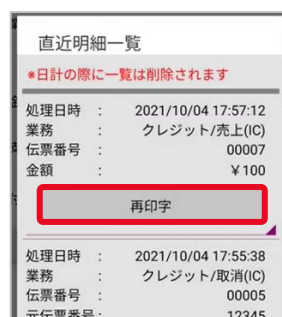 直近明細一覧
※日計の際に一覧は削除されます
処理日時 : 2021/10/04 17:57:12
業務 : クレジット/売上(IC)
伝票番号 : 00007
金額 : ¥100
再印字
処理日時 : 2021/10/04 17:55:38
業務 : クレジット/取消(IC)
伝票番号 : 00005
元伝票番号: 12345